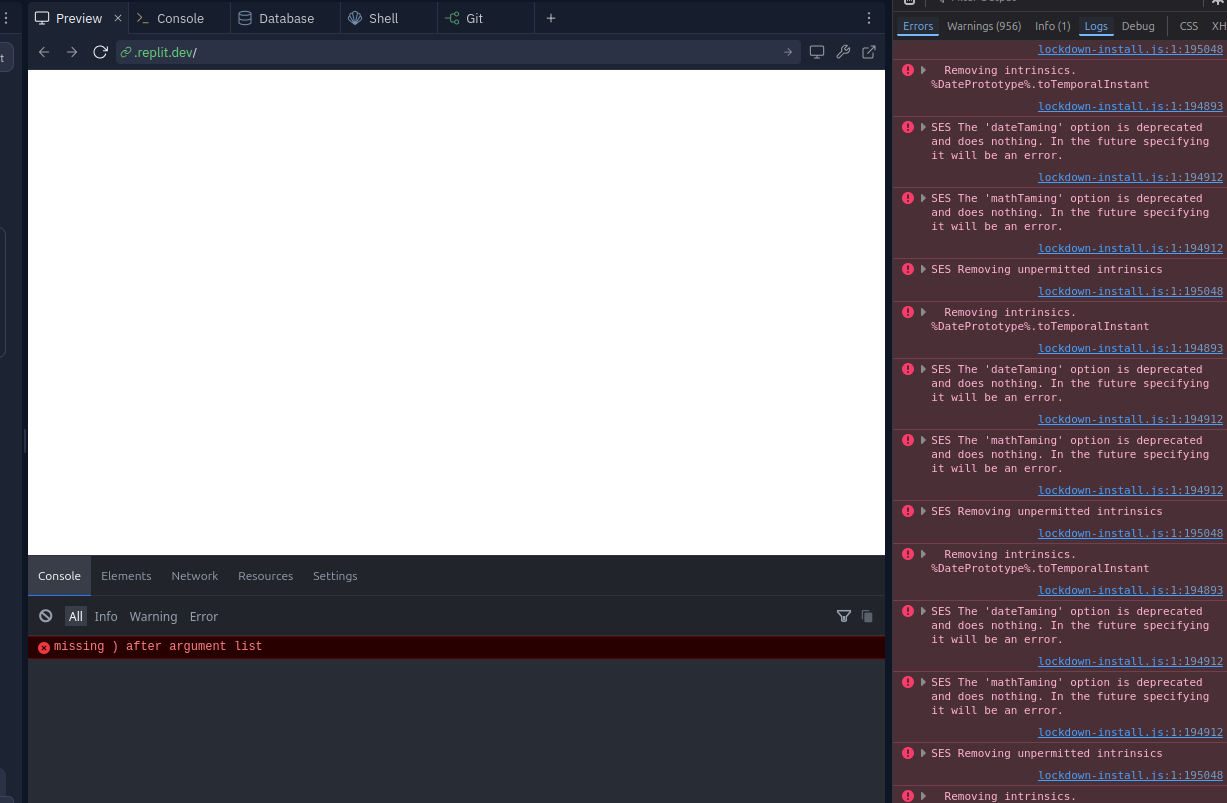 Preview
Console
Database
Shell
Git
.replit.dev/
t
Console
Elements
Network
Resources
Settings
All
Info
Warning
Error
missing ) after argument list
Errors
Warnings (956)
Info (1)
Logs
Debug
CSS
XH
lockdown-install.js:1:195048
Removing intrinsics.
%DatePrototype%.toTemporalInstant
lockdown-install.js:1:194893
SES The 'dateTaming' option is deprecated
and does nothing. In the future specifying
it will be an error.
lockdown-install.js:1:194912
SES The 'mathTaming' option is deprecated
and does nothing. In the future specifying
it will be an error.
lockdown-install.js:1:194912
SES Removing unpermitted intrinsics
lockdown-install.js:1:195048
Removing intrinsics.
%DatePrototype%.toTemporalInstant
lockdown-install.js:1:194893
SES The 'dateTaming' option is deprecated
and does nothing. In the future specifying
it will be an error.
lockdown-install.js:1:194912
SES The 'mathTaming' option is deprecated
and does nothing. In the future specifying
it will be an error.
lockdown-install.js:1:194912
SES Removing unpermitted intrinsics
lockdown-install.js:1:195048
Removing intrinsics.
%DatePrototype%.toTemporalInstant
lockdown-install.js:1:194893
SES The 'dateTaming' option is deprecated
and does nothing. In the future specifying
it will be an error.
lockdown-install.js:1:194912
SES The 'mathTaming' option is deprecated
and does nothing. In the future specifying
it will be an error.
lockdown-install.js:1:194912
SES Removing unpermitted intrinsics
lockdown-install.js:1:195048
Removing intrinsics.